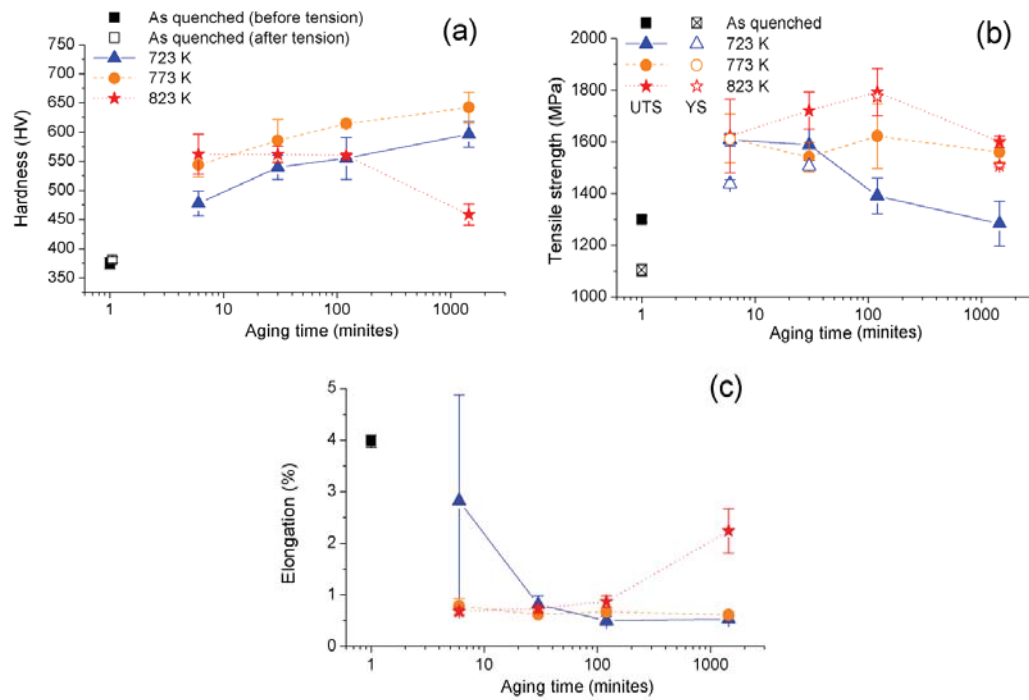 As quenched (before tension)
As quenched (after tension)
723 K
773 K
823 K
(a)
750
700
650
600
550
500
450
400
350
Hardness (HV)
1 10 100 1000
Aging time (minites)
As quenched
723 K
773 K
823 K
UTS YS
(b)
2000
1800
1600
1400
1200
1000
Tensile strength (MPa)
1 10 100 1000
Aging time (minites)
(c)
5
4
3
2
1
0
Elongation (%)
1 10 100 1000
Aging time (minites)